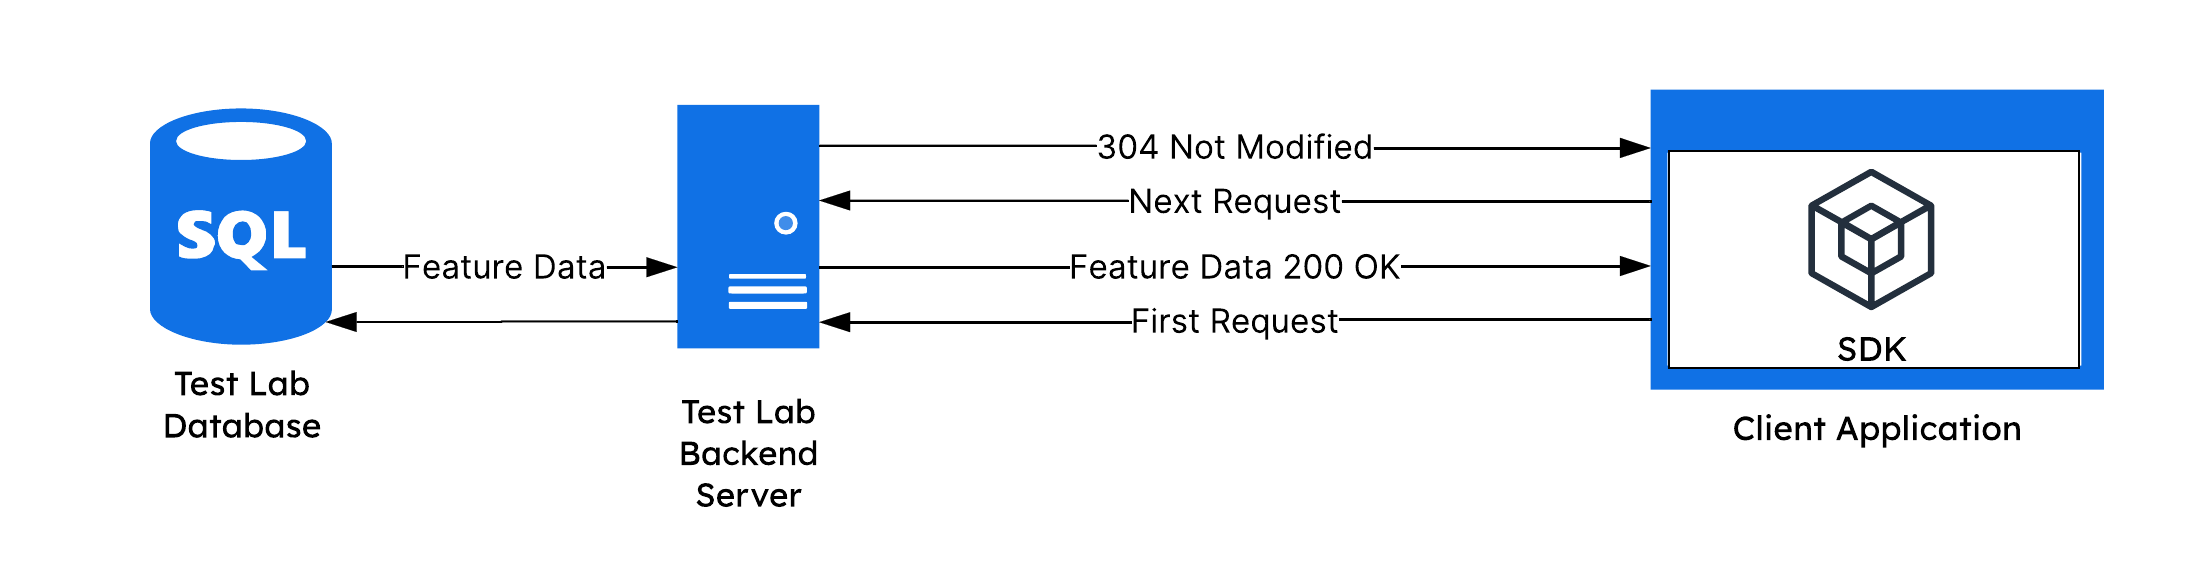 304 Not Modified
Next Request
SQL
Feature Data
Feature Data 200 OK
First Request
SDK
Test Lab
Database
Test Lab
Backend
Server
Client Application